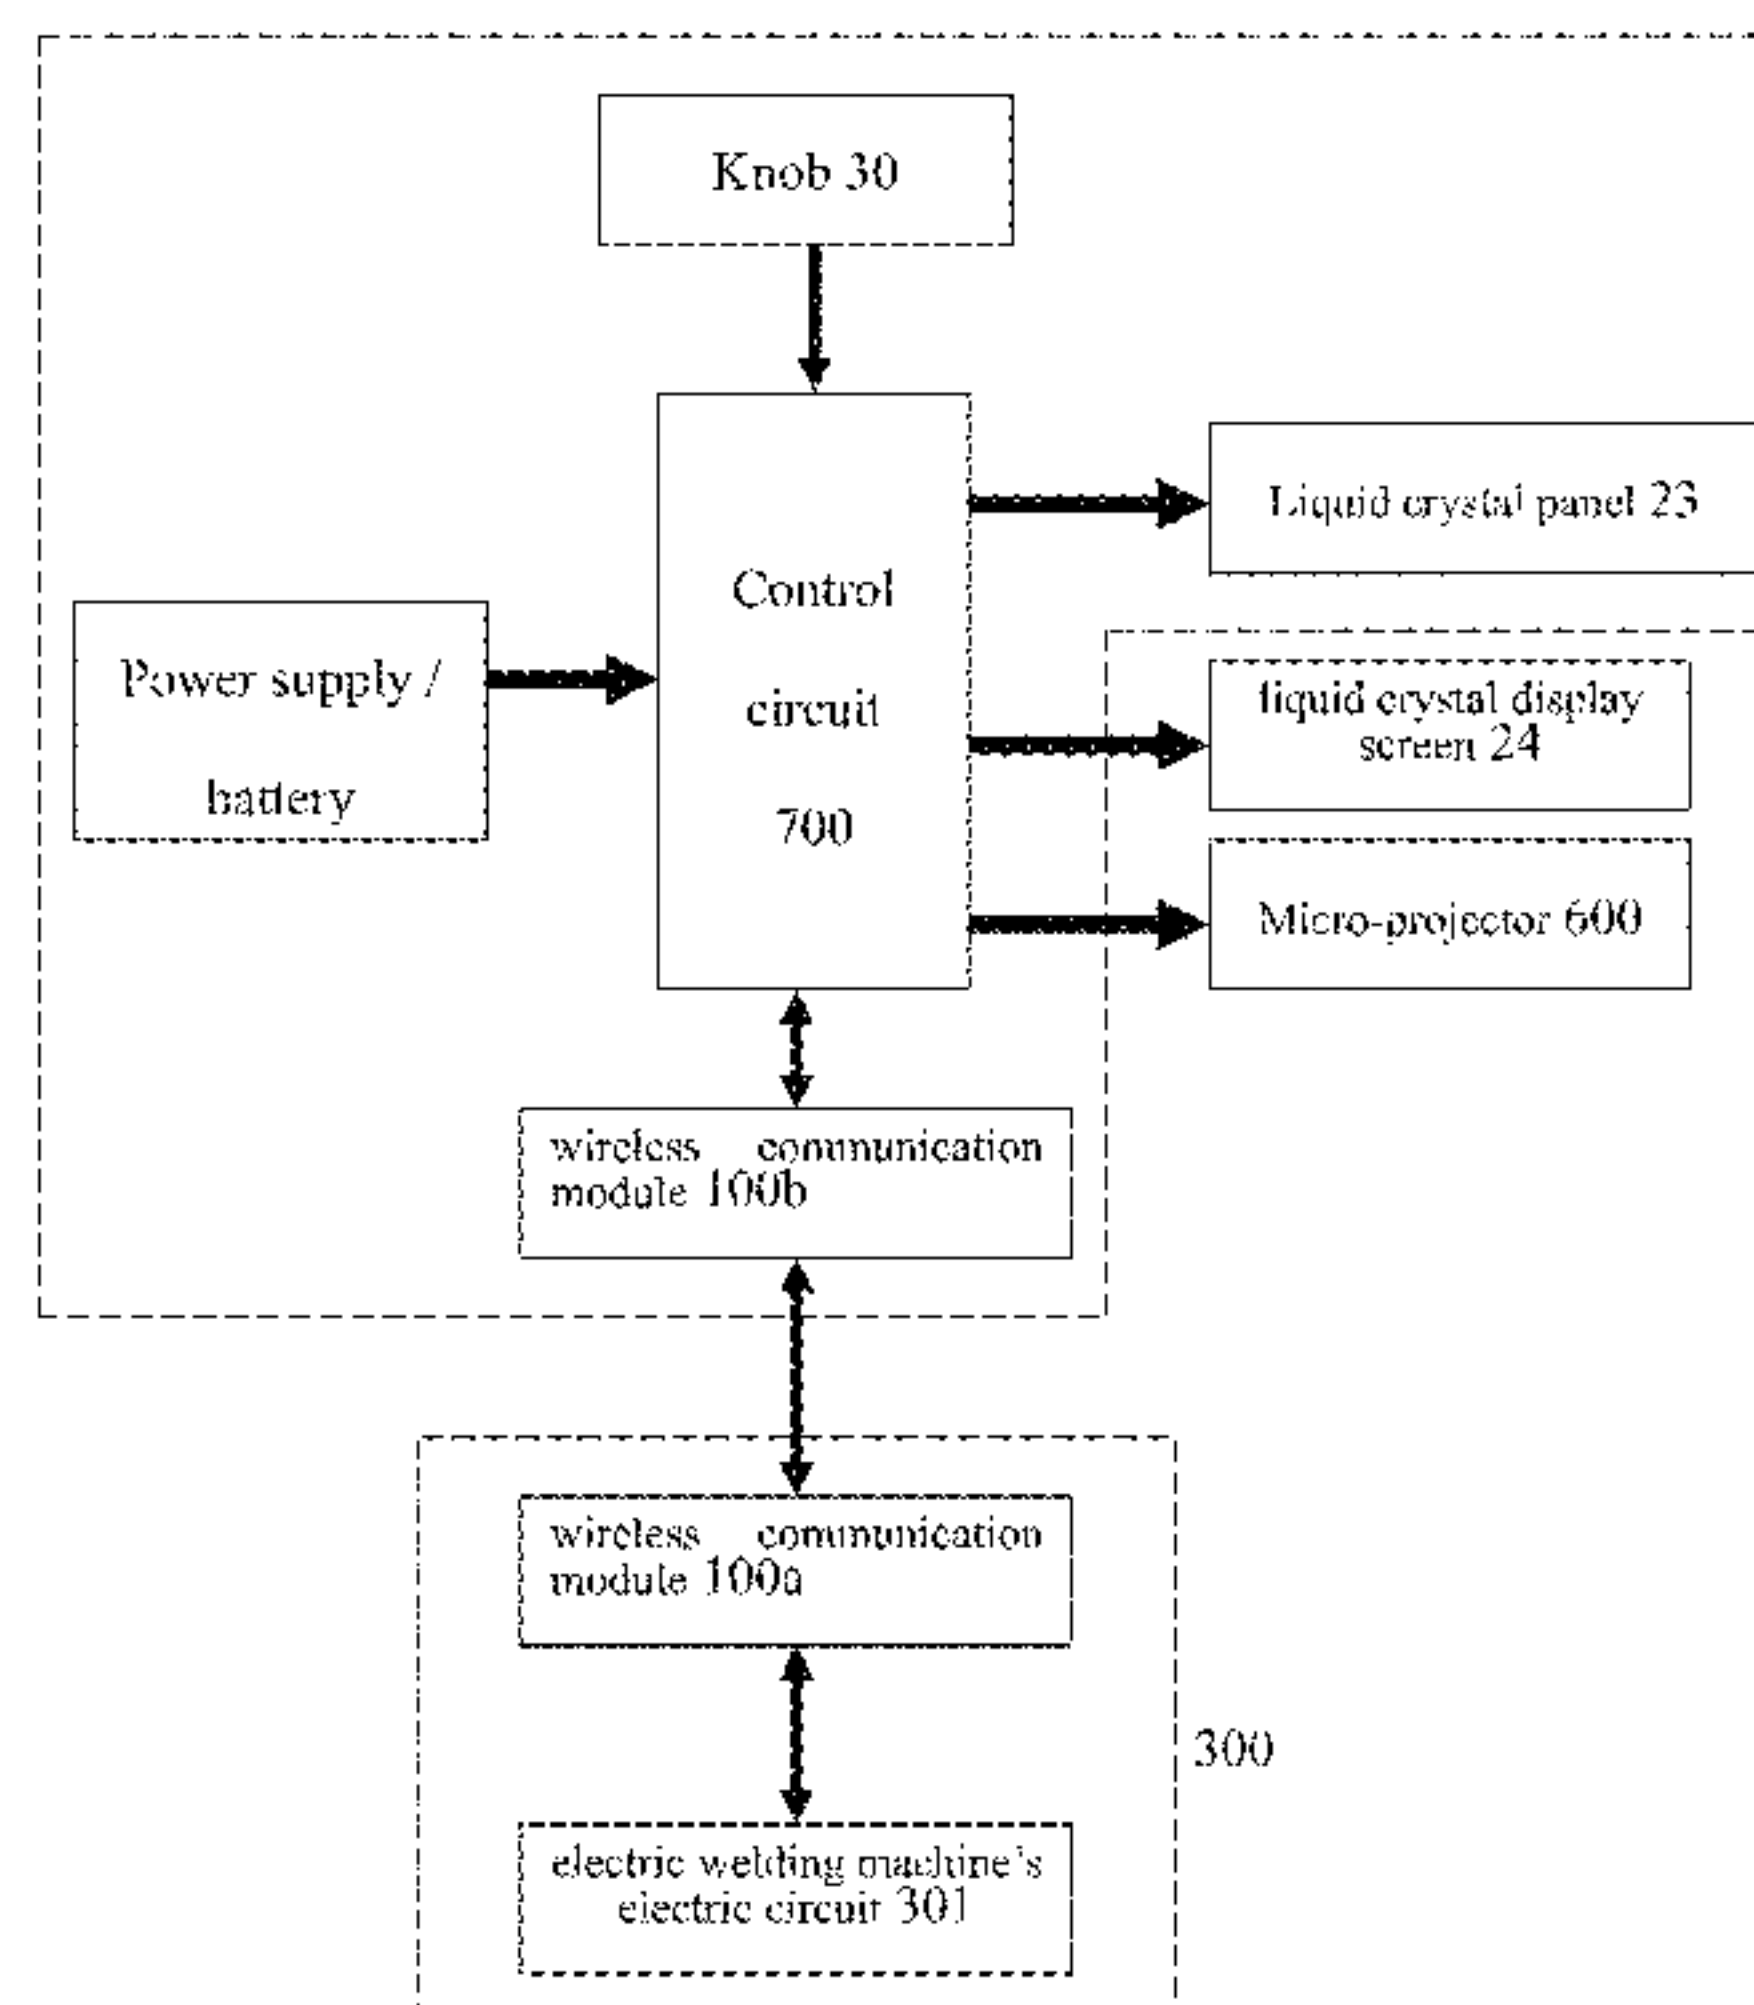 Knob 30
Liquid crystal panel 23
Control
circuit
700
Power supply /
battery
liquid crystal display
screen 24
Micro-projector 600
wireless communication
module 100b
wireless communication
module 100a
300
electric welding machine's
electric circuit 301